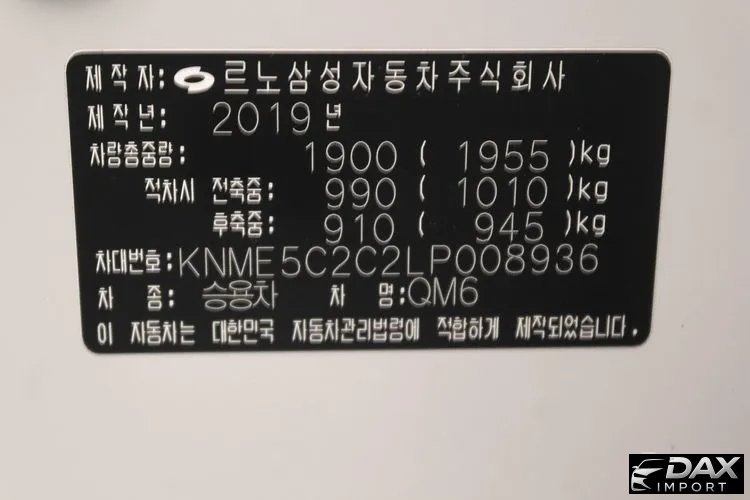 제작자: 르노삼성자동차주식회사
제작년: 2019년
차량총중량: 1900 ( 1955 )kg
적차시 전축중: 990 ( 1010 )kg
후축중: 910 ( 945 )kg
차대번호: KNME5C2C2LP008936
차 종: 승용차 차 명: QM6
이 자동차는 대한민국 자동차관리법령에 적합하게 제작되었습니다.
DAX
IMPORT